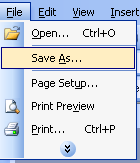 File Edit View Insert
Open... Ctrl+O
Save As...
Page Setup...
Print Preview
Print... Ctrl+P